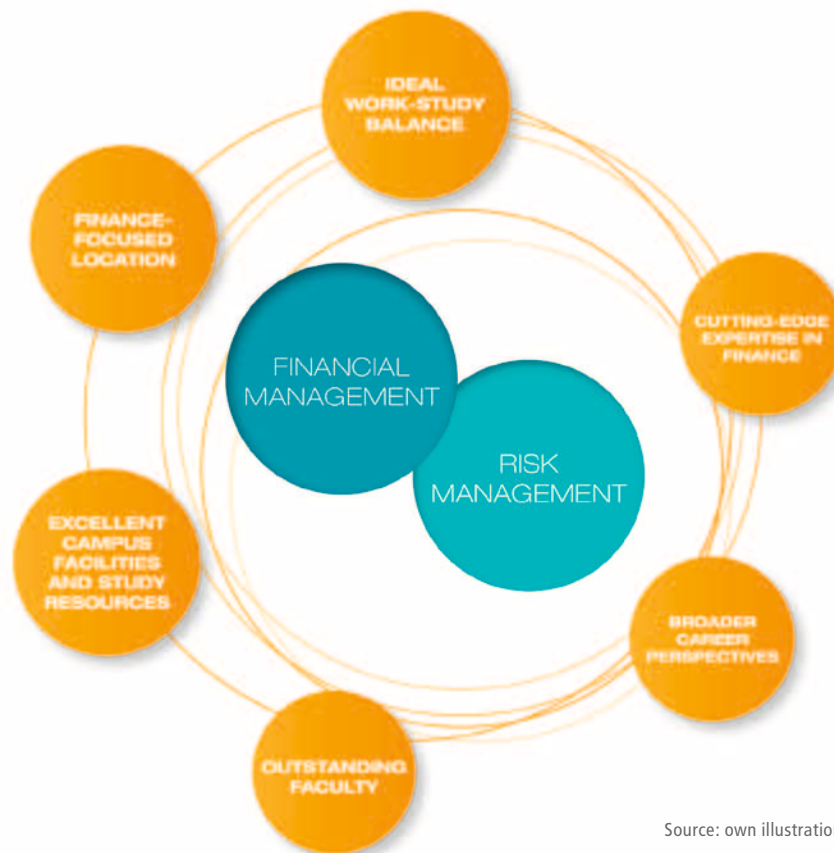 IDEAL
WORK-STUDY
BALANCE
FINANCE-
FOCUSED
LOCATION
CUTTING-EDGE
EXPERTISE IN
FINANCE
FINANCIAL
MANAGEMENT
RISK
MANAGEMENT
EXCELLENT
CAMPUS
FACILITIES
AND STUDY
RESOURCES
BROADER
CAREER
PERSPECTIVES
OUTSTANDING
FACULTY
Source: own illustration